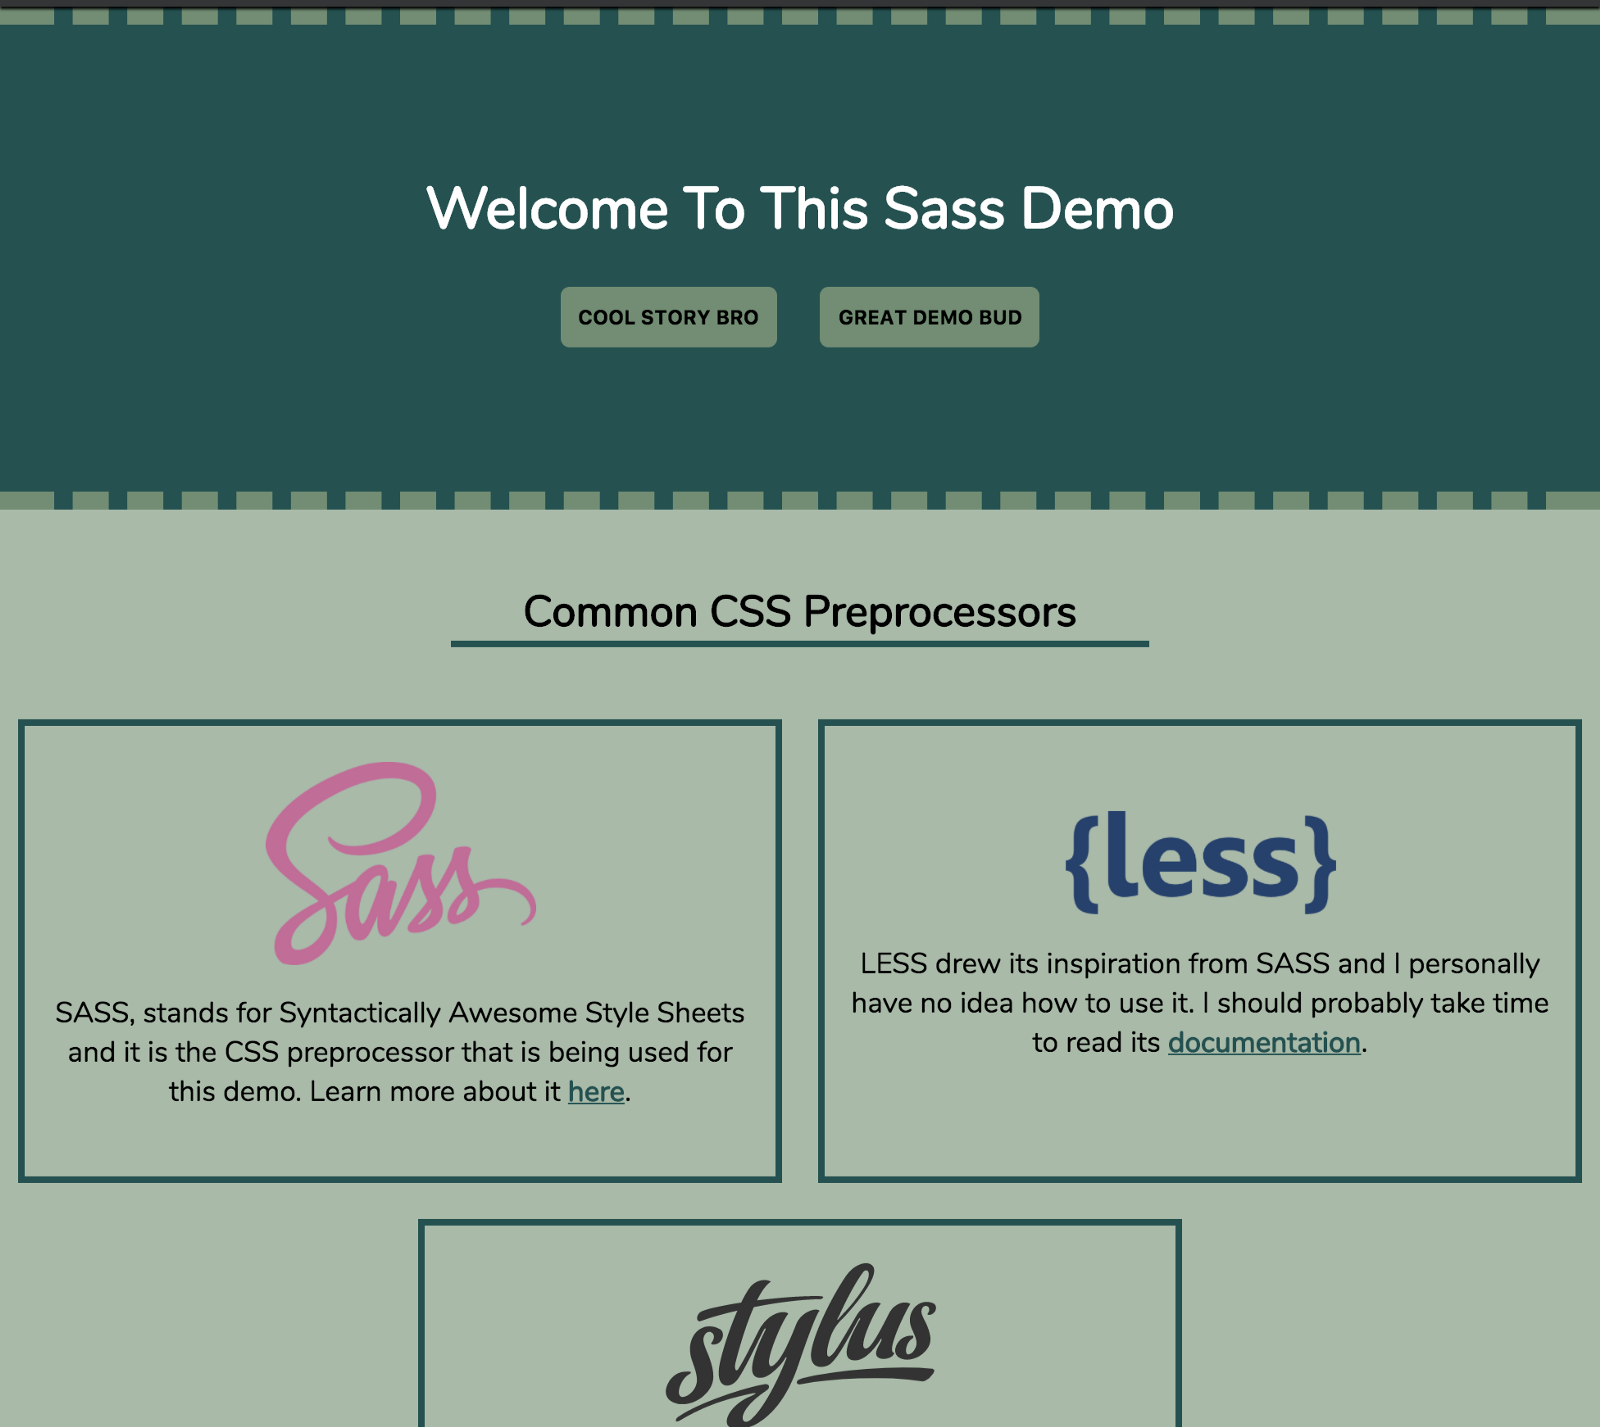 Welcome To This Sass Demo
COOL STORY BRO
GREAT DEMO BUD
Common CSS Preprocessors
Sass
SASS, stands for Syntactically Awesome Style Sheets
and it is the CSS preprocessor that is being used for
this demo. Learn more about it here.
{less}
LESS drew its inspiration from SASS and I personally
have no idea how to use it. I should probably take time
to read its documentation.
stylus